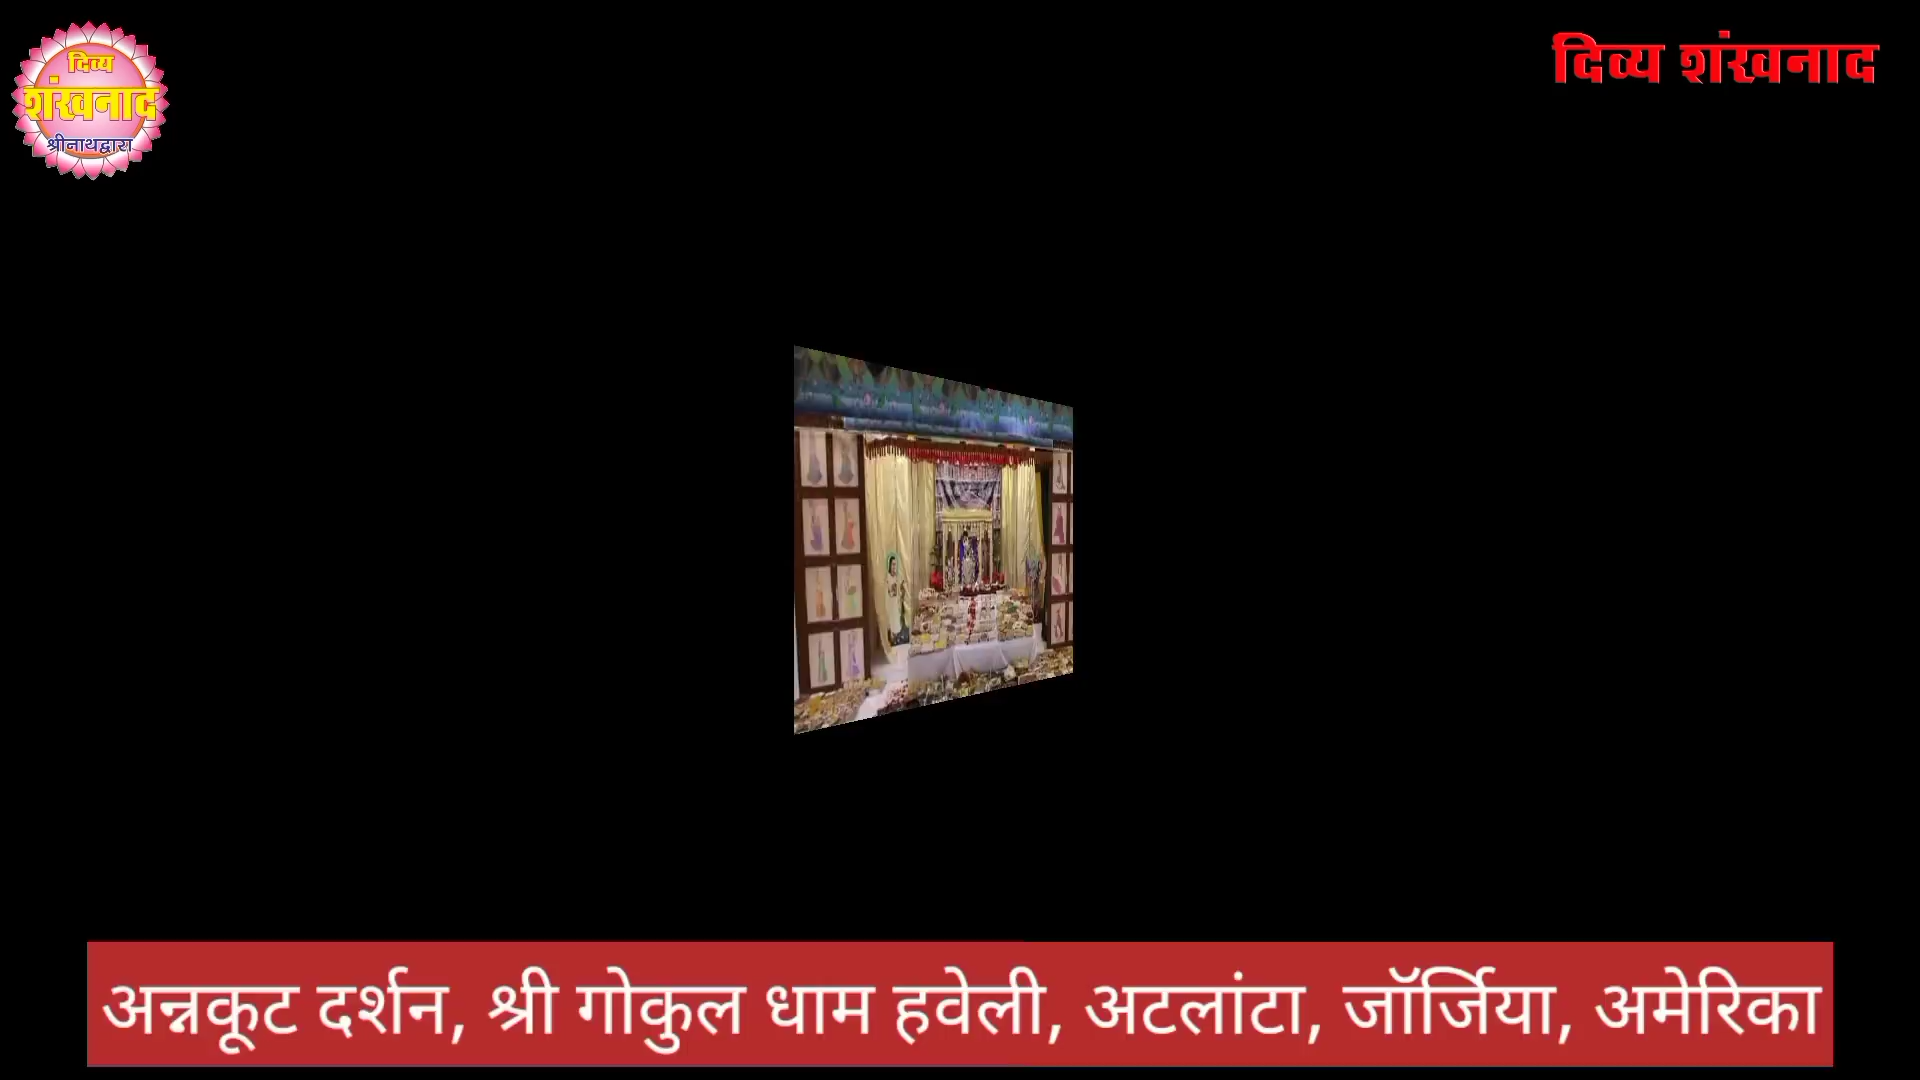 दिव्य
शंखनाद
श्रीनाथद्वारा
दिव्य शंखनाद
अन्नकूट दर्शन, श्री गोकुल धाम हवेली, अटलांटा, जॉर्जिया, अमेरिका